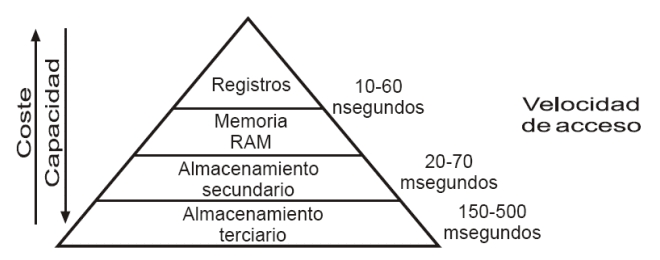 Coste
Capacidad
Registros
10-60
nsegundos
Velocidad
de acceso
Memoria
RAM
Almacenamiento
secundario
20-70
msegundos
Almacenamiento
terciario
150-500
msegundos